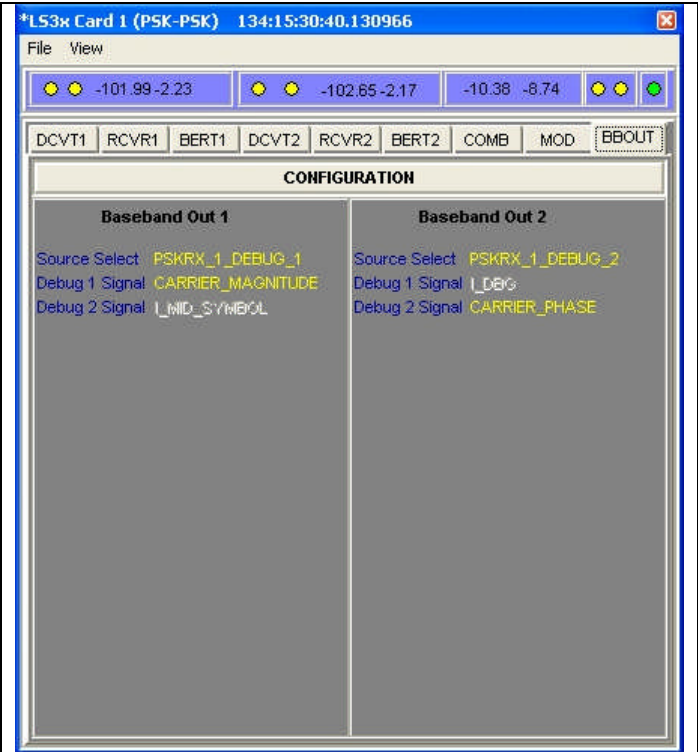 *LS3x Card 1 (PSK-PSK) 134:15:30:40.130966
File View
-101.99 -2.23 -102.65 -2.17 -10.38 -8.74
DCVT1 RCVR1 BERT1 DCVT2 RCVR2 BERT2 COMB MOD BBOUT
CONFIGURATION
Baseband Out 1
Source Select PSKRX_1_DEBUG_1
Debug 1 Signal CARRIER_MAGNITUDE
Debug 2 Signal I_MID_SYMBOL
Baseband Out 2
Source Select PSKRX_1_DEBUG_2
Debug 1 Signal I_DBG
Debug 2 Signal CARRIER_PHASE